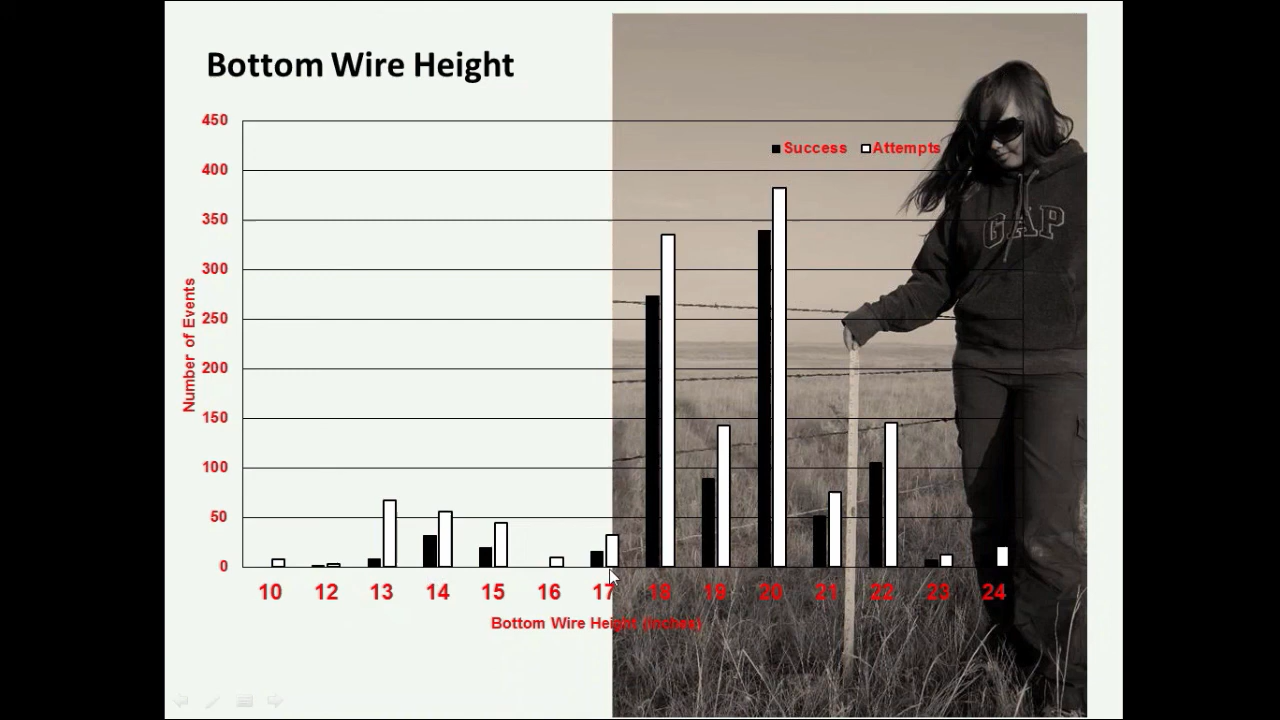 Bottom Wire Height
450
400
350
300
250
200
150
100
50
0
Number of Events
Success Attempts
GAP
10 12 13 14 15 16 17 18 19 20 21 22 23 24
Bottom Wire Height (inches)